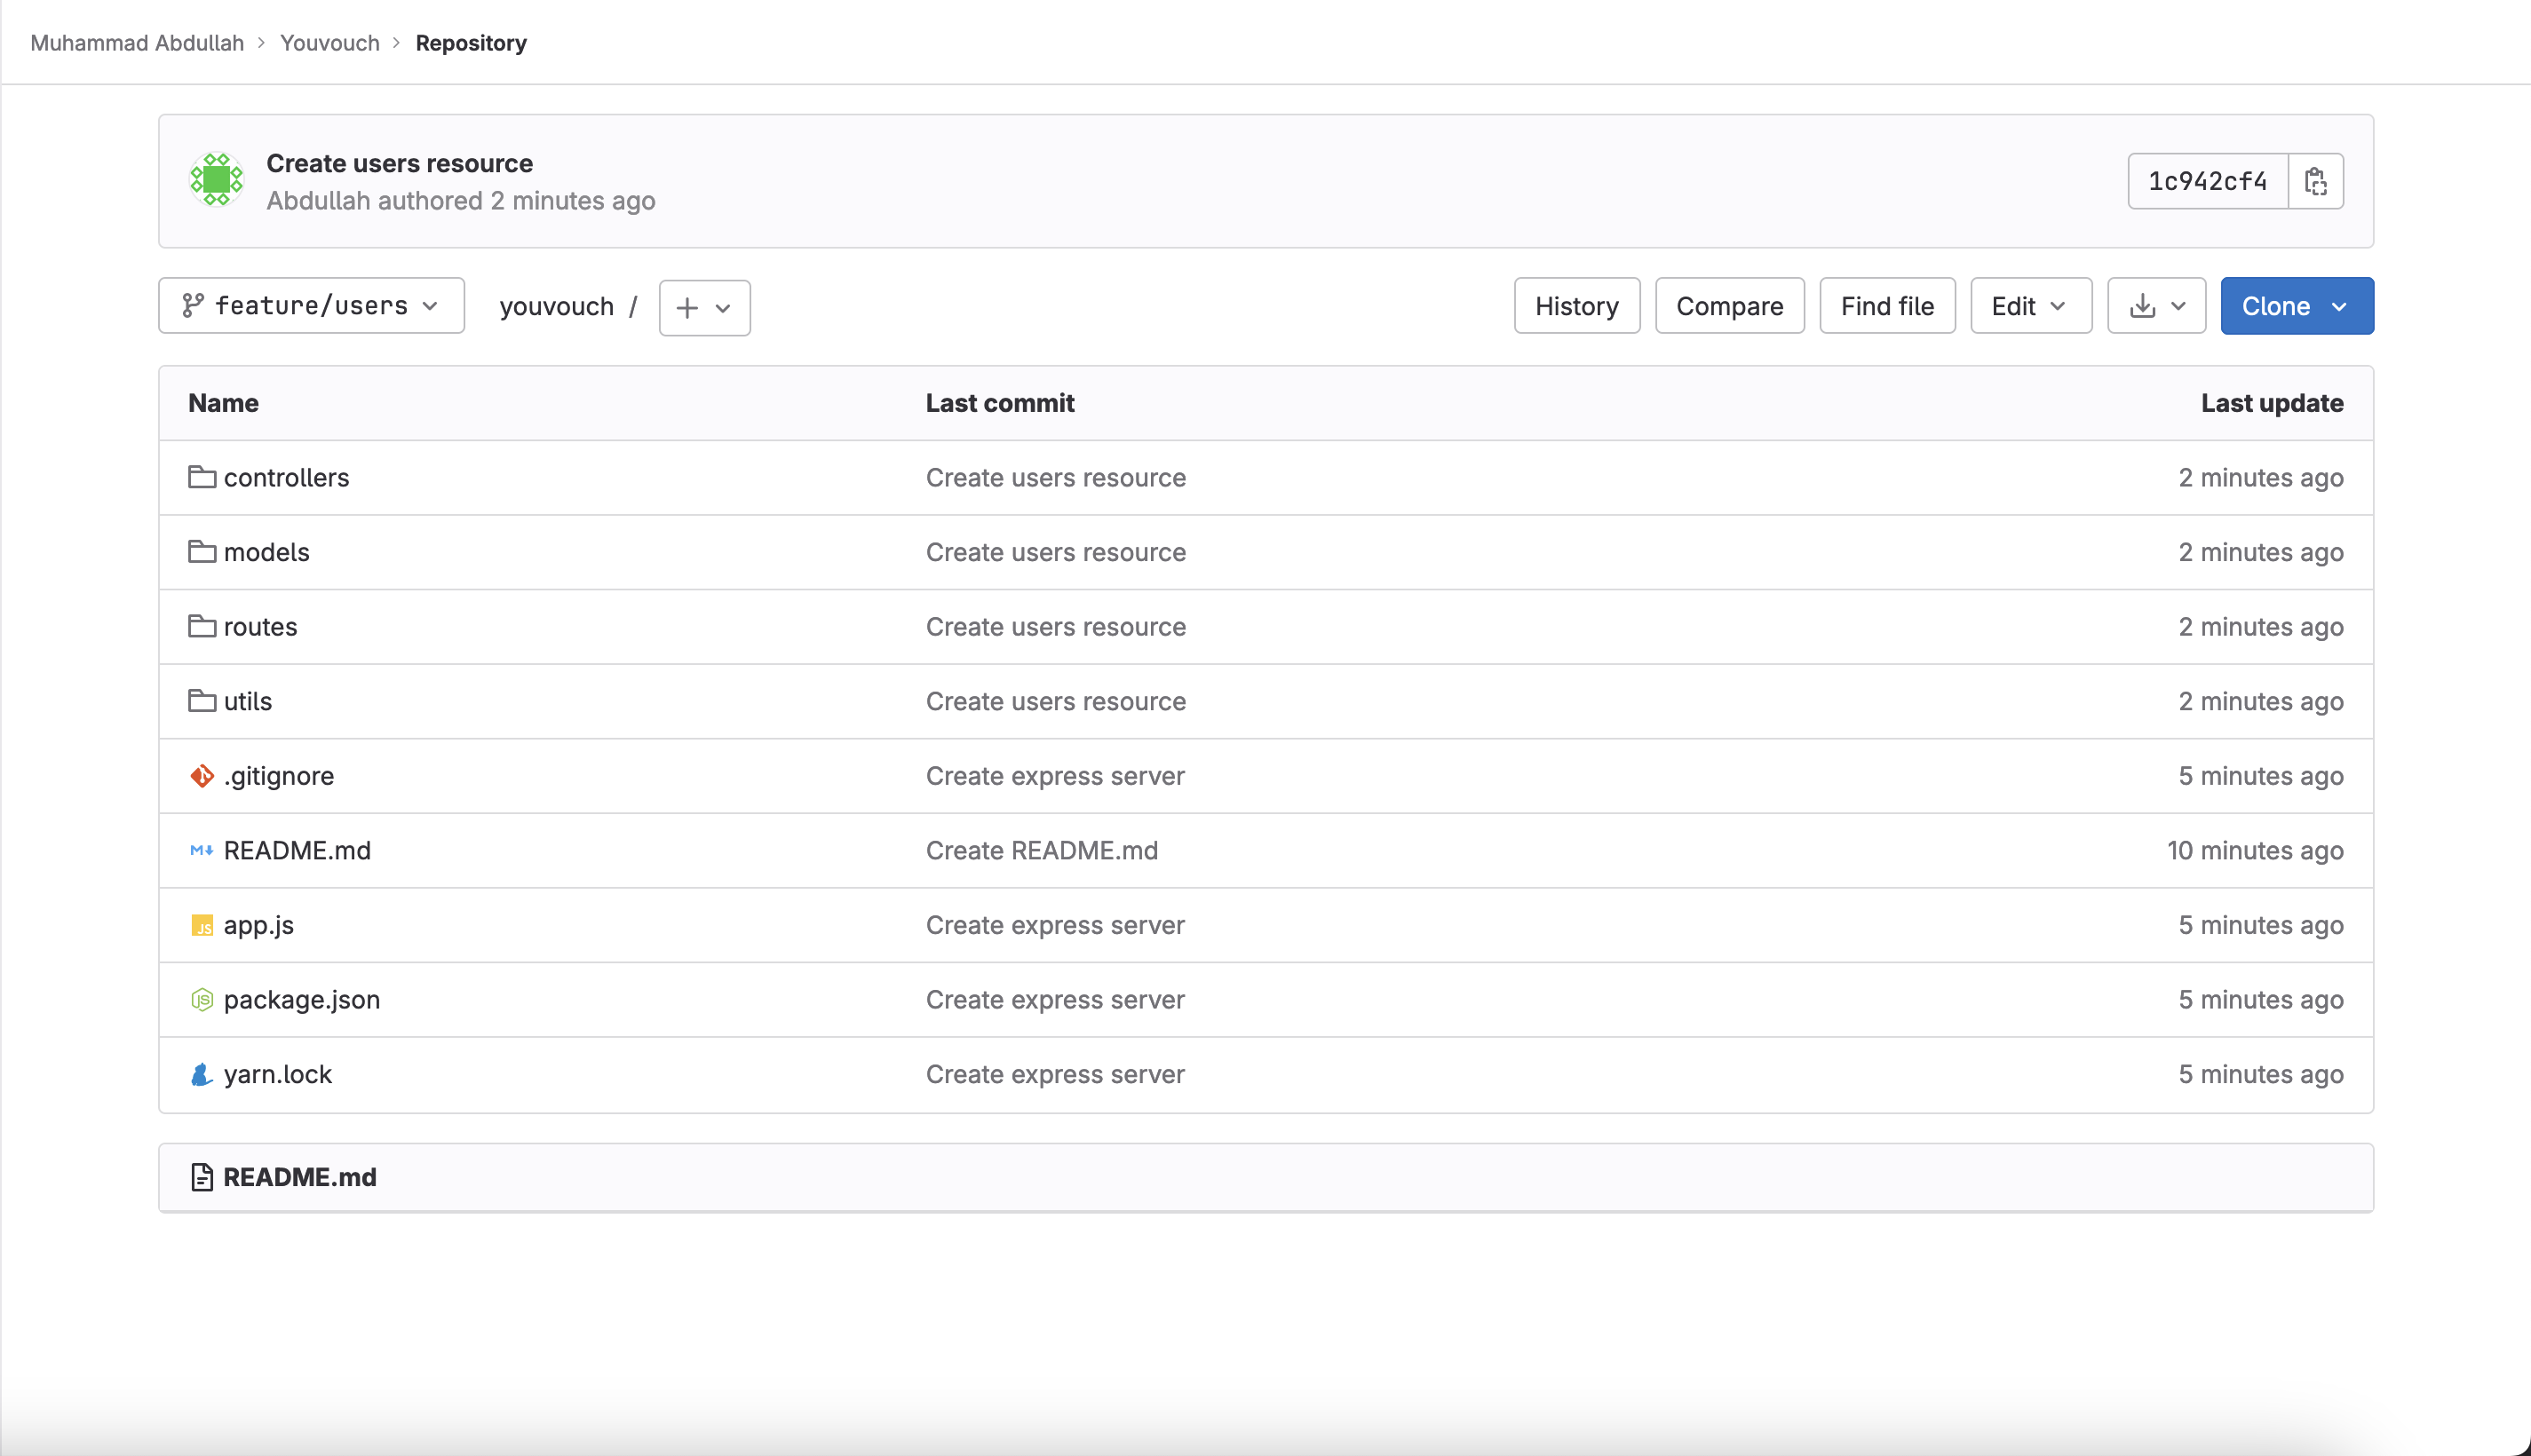 Muhammad Abdullah > Youvouch > Repository
Create users resource
Abdullah authored 2 minutes ago
1c942cf4
feature/users youvouch / History Compare Find file Edit Clone
Name Last commit Last update
controllers Create users resource 2 minutes ago
models Create users resource 2 minutes ago
routes Create users resource 2 minutes ago
utils Create users resource 2 minutes ago
.gitignore Create express server 5 minutes ago
README.md Create README.md 10 minutes ago
app.js Create express server 5 minutes ago
package.json Create express server 5 minutes ago
yarn.lock Create express server 5 minutes ago
README.md